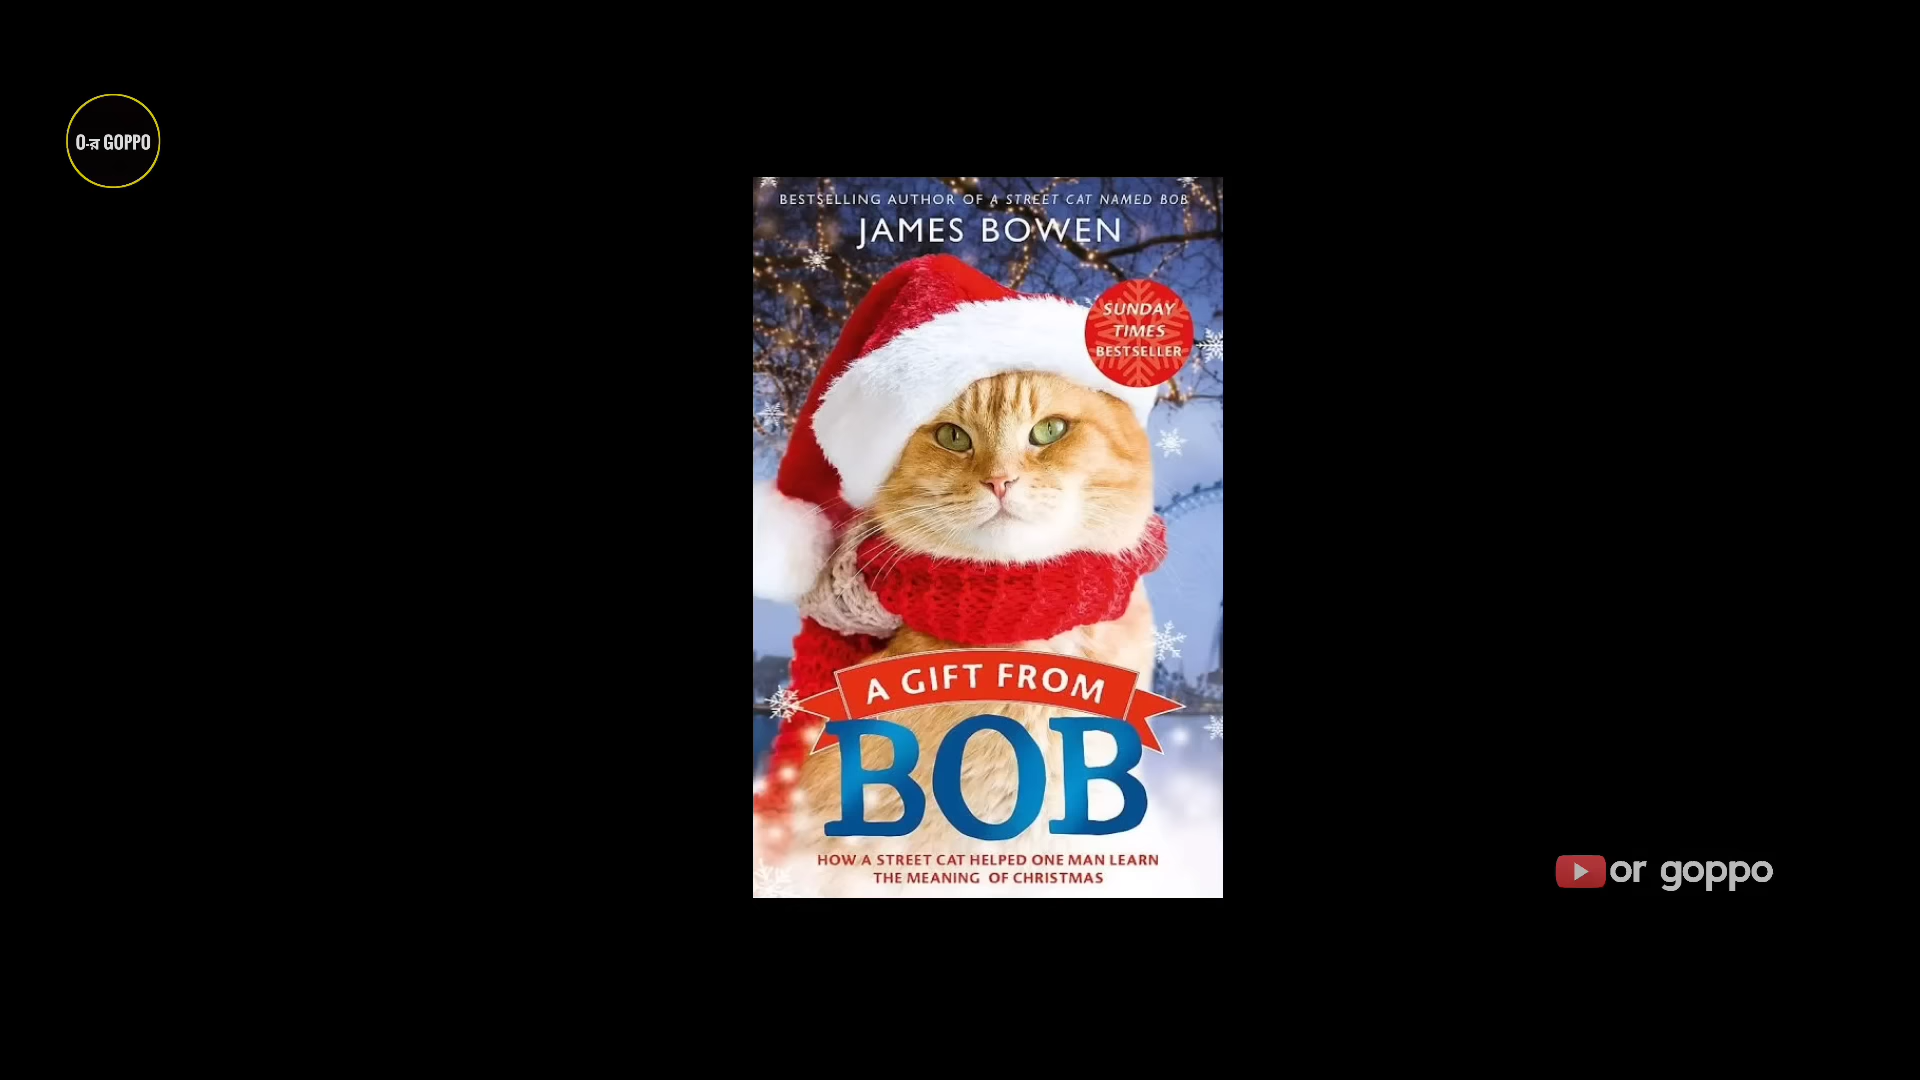 O-র GOPPO
BESTSELLING AUTHOR OF A STREET CAT NAMED BOB
JAMES BOWEN
SUNDAY
TIMES
BESTSELLER
A GIFT FROM
BOB
HOW A STREET CAT HELPED ONE MAN LEARN
THE MEANING OF CHRISTMAS
or goppo